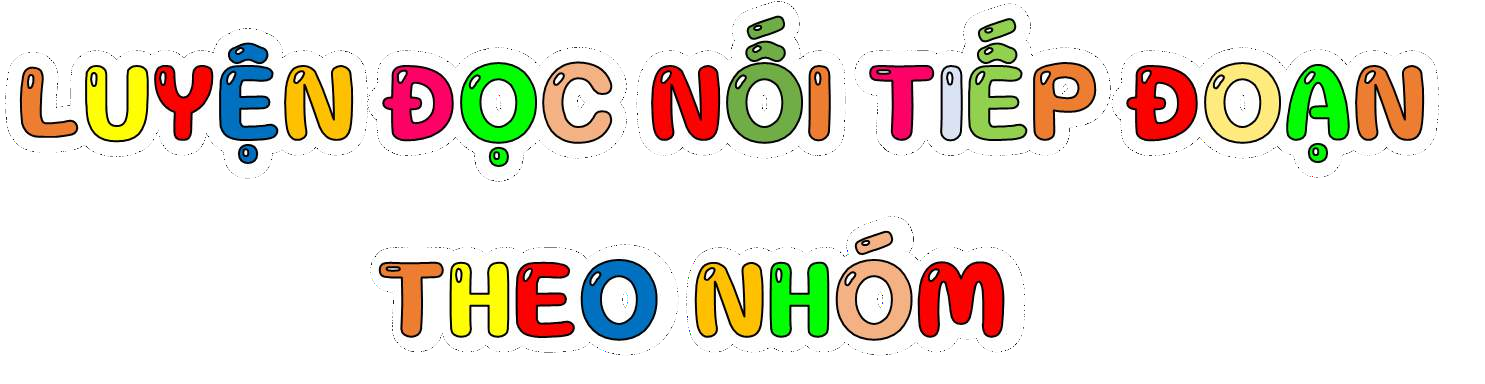 LUYỆN ĐỌC NỐI TIẾP ĐOẠN
THEO NHÓM